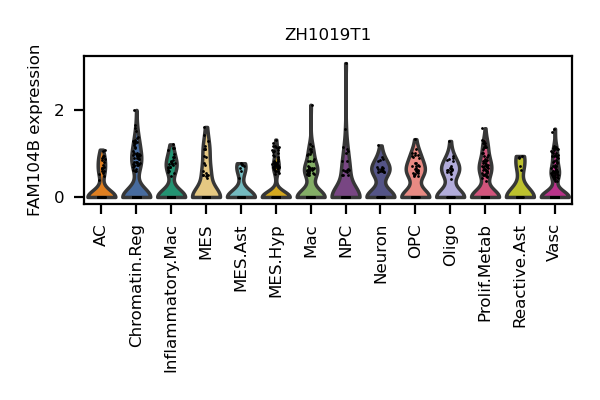 ZH1019T1
FAM104B expression
2
0
AC
Chromatin.Reg
Inflammatory.Mac
MES
MES.Ast
MES.Hyp
Mac
NPC
Neuron
OPC
Oligo
Prolif.Metab
Reactive.Ast
Vasc